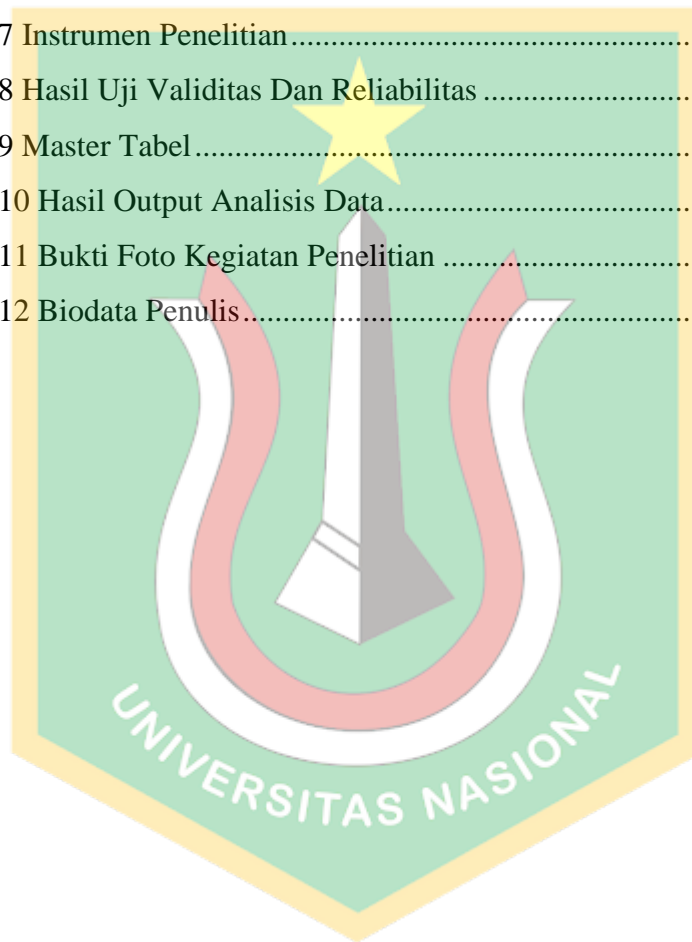 7 Instrumen Penelitian.................................................
8 Hasil Uji Validitas Dan Reliabilitas.........................
9 Master Tabel.............................................................
10 Hasil Output Analisis Data.....................................
11 Bukti Foto Kegiatan Penelitian..............................
12 Biodata Penulis.......................................................
UNIVERSITAS NASIONAL